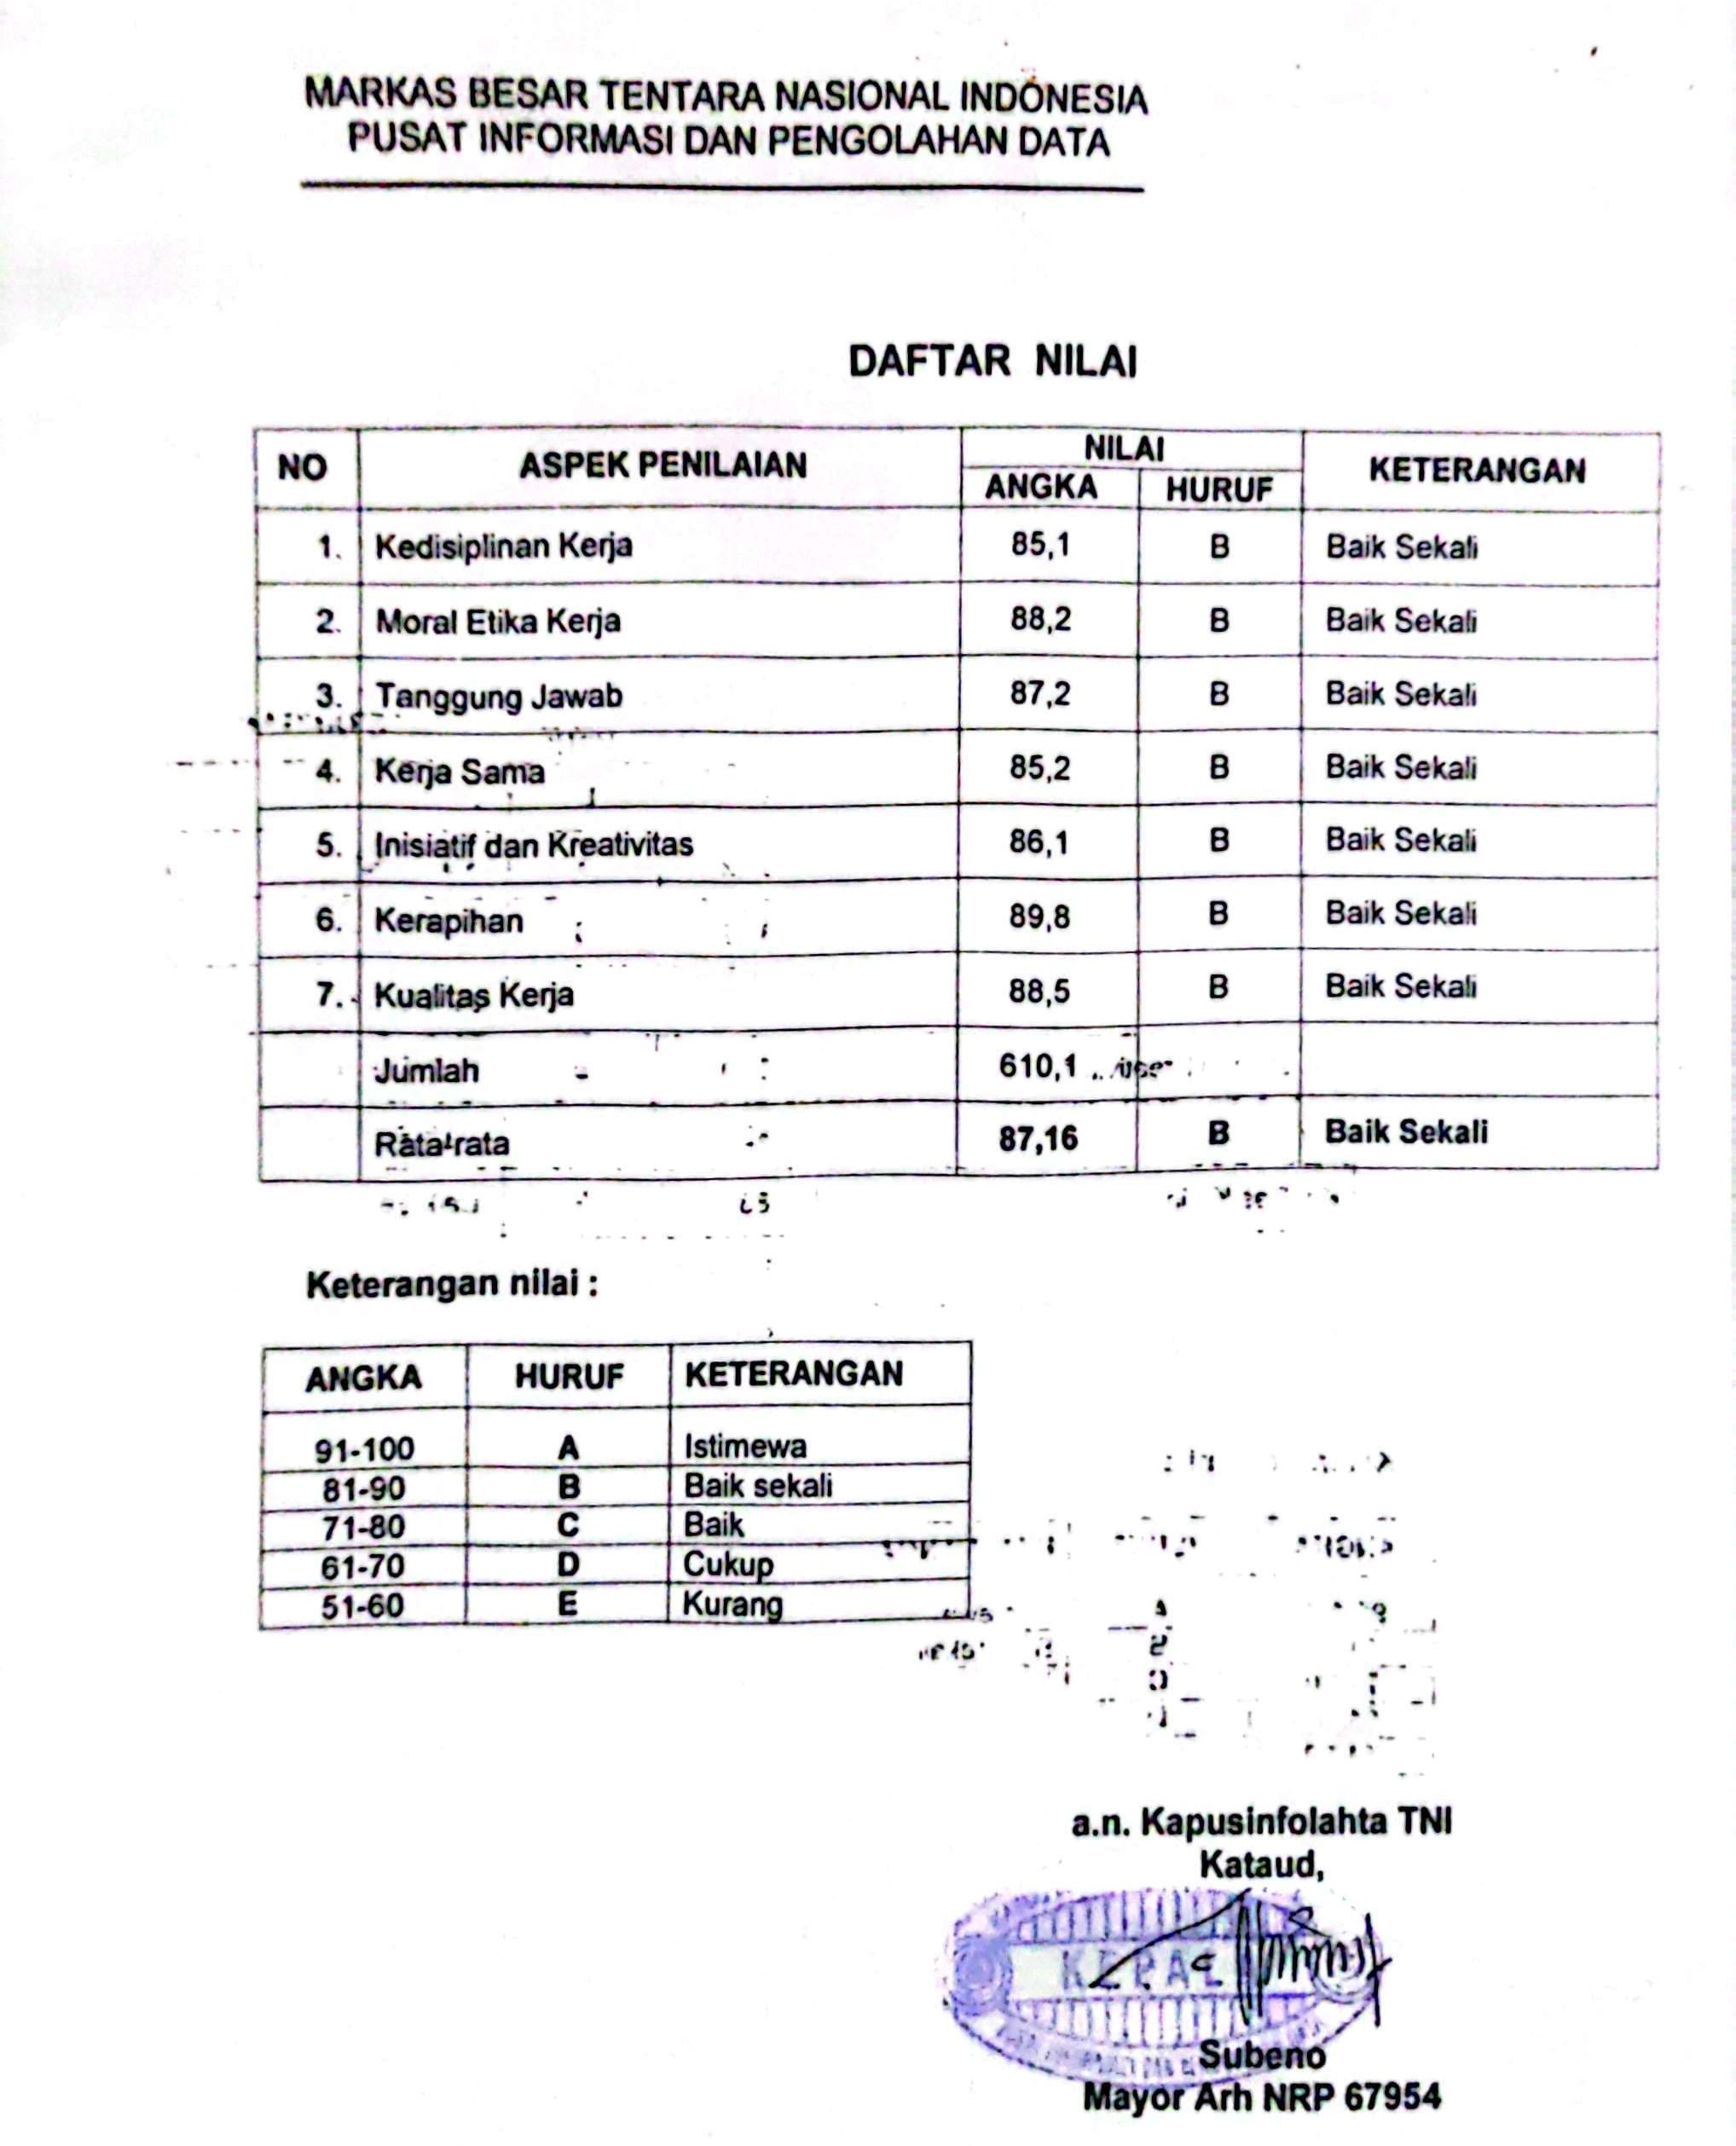 MARKAS BESAR TENTARA NASIONAL INDONESIA
PUSAT INFORMASI DAN PENGOLAHAN DATA
DAFTAR NILAI
NO ASPEK PENILAIAN NILAI KETERANGAN
ANGKA HURUF
1. Kedisiplinan Kerja 85,1 B Baik Sekali
2. Moral Etika Kerja 88,2 B Baik Sekali
3. Tanggung Jawab 87,2 B Baik Sekali
4. Kerja Sama 85,2 B Baik Sekali
5. Inisiatif dan Kreativitas 86,1 B Baik Sekali
6. Kerapihan 89,8 B Baik Sekali
7. Kualitas Kerja 88,5 B Baik Sekali
Jumlah 610,1
Rata-rata 87,16 B Baik Sekali
Keterangan nilai :
ANGKA HURUF KETERANGAN
91-100 A Istimewa
81-90 B Baik sekali
71-80 C Baik
61-70 D Cukup
51-60 E Kurang
a.n. Kapusinfolahta TNI
Kataud,
Subeno
Mayor Arh NRP 67954